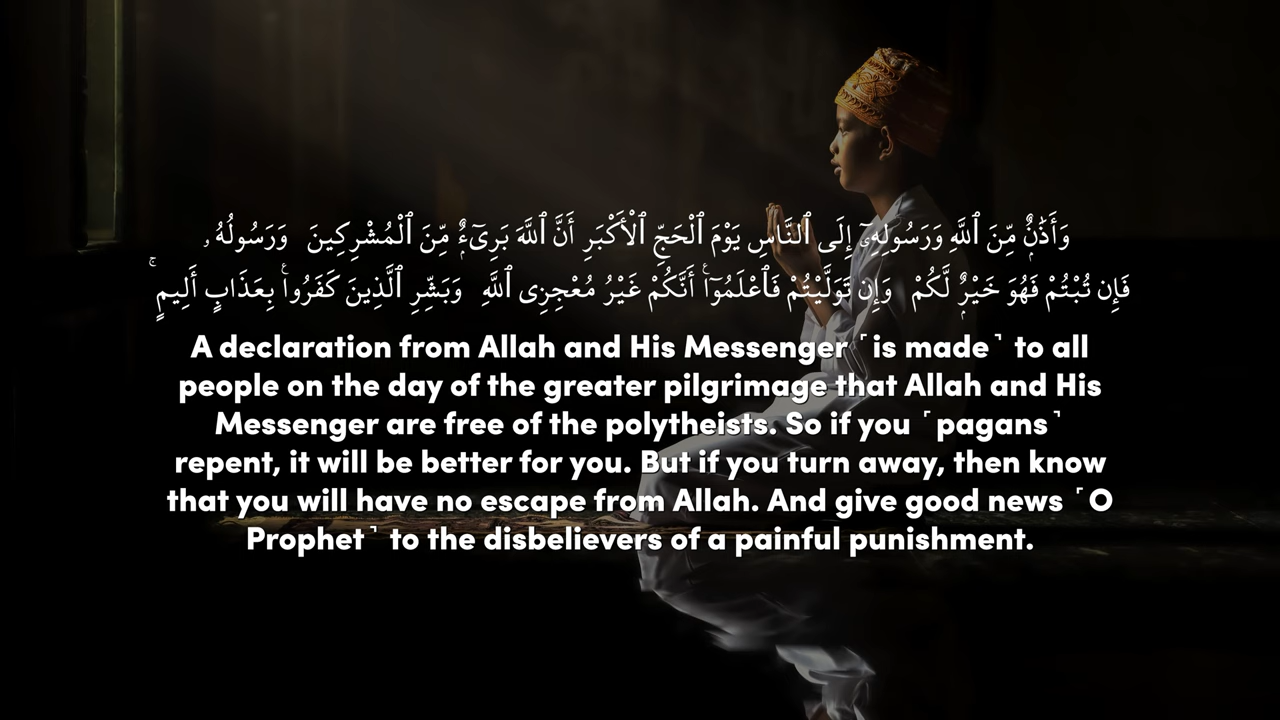 وَأَذَٰنٌ مِّنَ ٱللَّهِ وَرَسُولِهِۦٓ إِلَى ٱلنَّاسِ يَوْمَ ٱلْحَجِّ ٱلْأَكْبَرِ أَنَّ ٱللَّهَ بَرِىٓءٌ مِّنَ ٱلْمُشْرِكِينَ ۙ وَرَسُولُهُۥ ۚ
فَإِن تُبْتُمْ فَهُوَ خَيْرٌ لَّكُمْ ۖ وَإِن تَوَلَّيْتُمْ فَٱعْلَمُوٓا۟ أَنَّكُمْ غَيْرُ مُعْجِزِى ٱللَّهِ ۗ وَبَشِّرِ ٱلَّذِينَ كَفَرُوا۟ بِعَذَابٍ أَلِيمٍ
A declaration from Allah and His Messenger ˹is made˺ to all
people on the day of the greater pilgrimage that Allah and His
Messenger are free of the polytheists. So if you ˹pagans˺
repent, it will be better for you. But if you turn away, then know
that you will have no escape from Allah. And give good news ˹O
Prophet˺ to the disbelievers of a painful punishment.